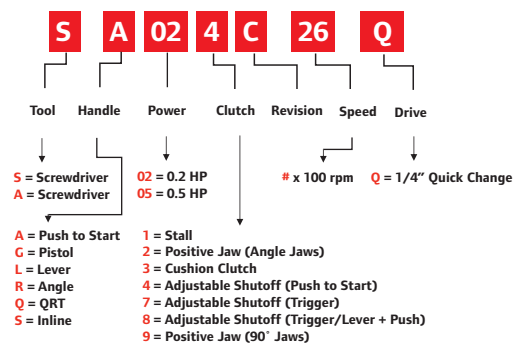 S A 02 4 C 26 Q
Tool Handle Power Clutch Revision Speed Drive
S = Screwdriver
A = Screwdriver
02 = 0.2 HP
05 = 0.5 HP
# x 100 rpm
Q = 1/4” Quick Change
A = Push to Start
G = Pistol
L = Lever
R = Angle
Q = QRT
S = Inline
1 = Stall
2 = Positive Jaw (Angle Jaws)
3 = Cushion Clutch
4 = Adjustable Shutoff (Push to Start)
7 = Adjustable Shutoff (Trigger)
8 = Adjustable Shutoff (Trigger/Lever + Push)
9 = Positive Jaw (90˚ Jaws)